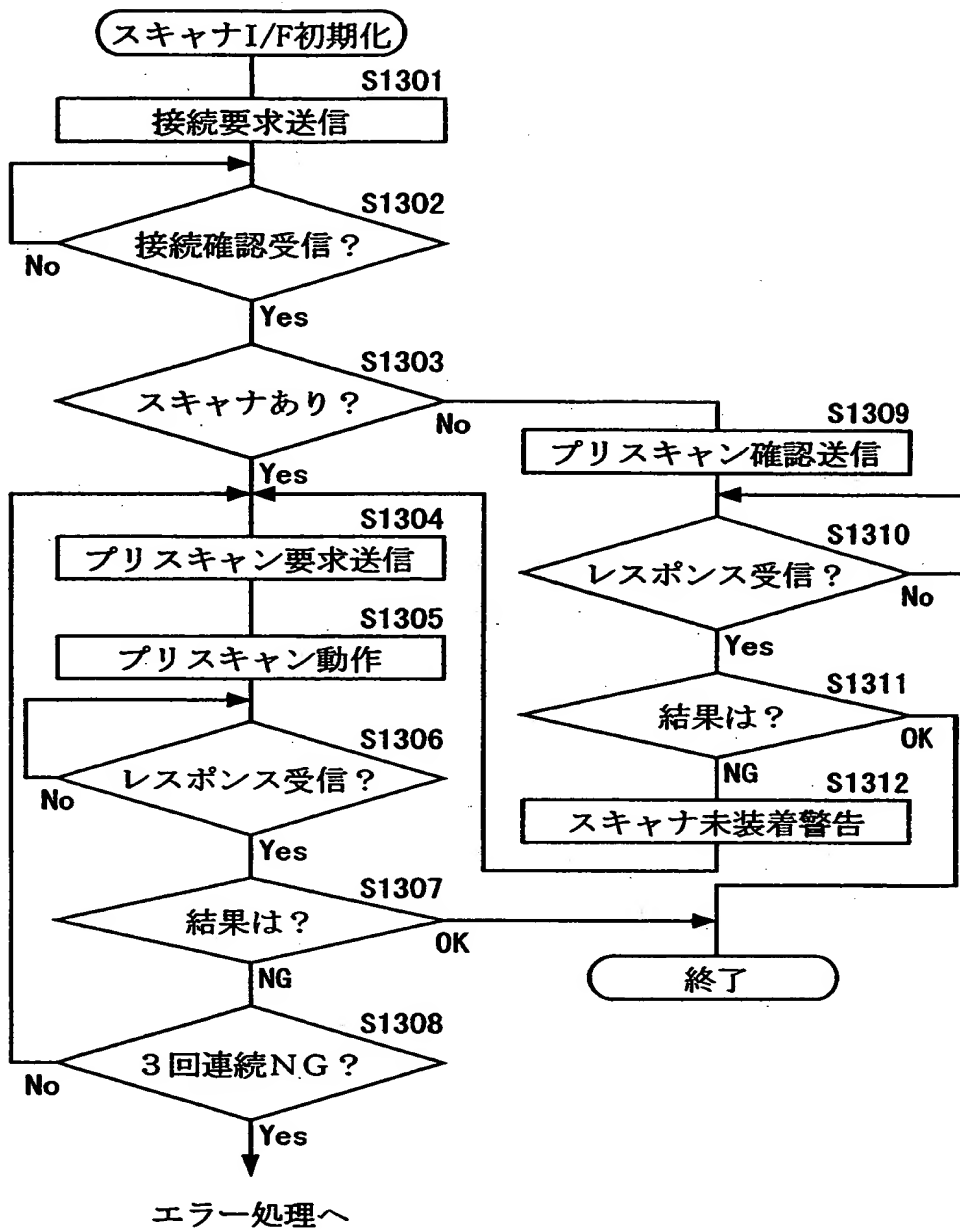 スキャナI/F初期化
S1301
接続要求送信
S1302
接続確認受信？
No
Yes
S1303
スキャナあり？
No
Yes
S1304
プリスキャン要求送信
S1305
プリスキャン動作
S1306
レスポンス受信？
No
Yes
S1307
結果は？
OK
NG
S1308
３回連続ＮＧ？
No
Yes
エラー処理へ
S1309
プリスキャン確認送信
S1310
レスポンス受信？
No
Yes
S1311
結果は？
OK
NG
S1312
スキャナ未装着警告
終了